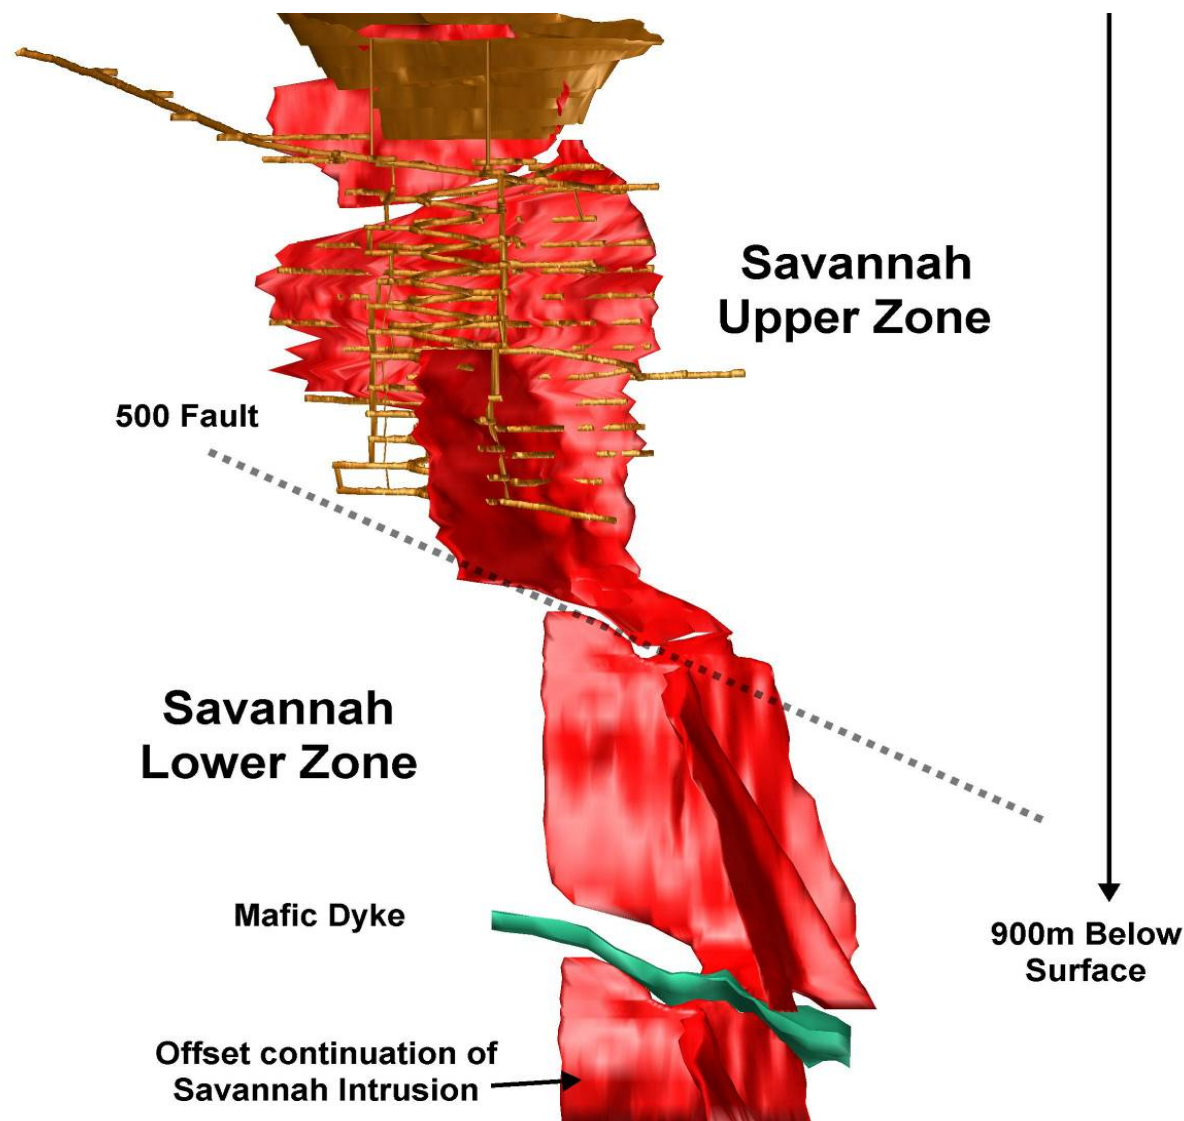 Savannah
Upper Zone
500 Fault
Savannah
Lower Zone
Mafic Dyke
900m Below
Surface
Offset continuation of
Savannah Intrusion